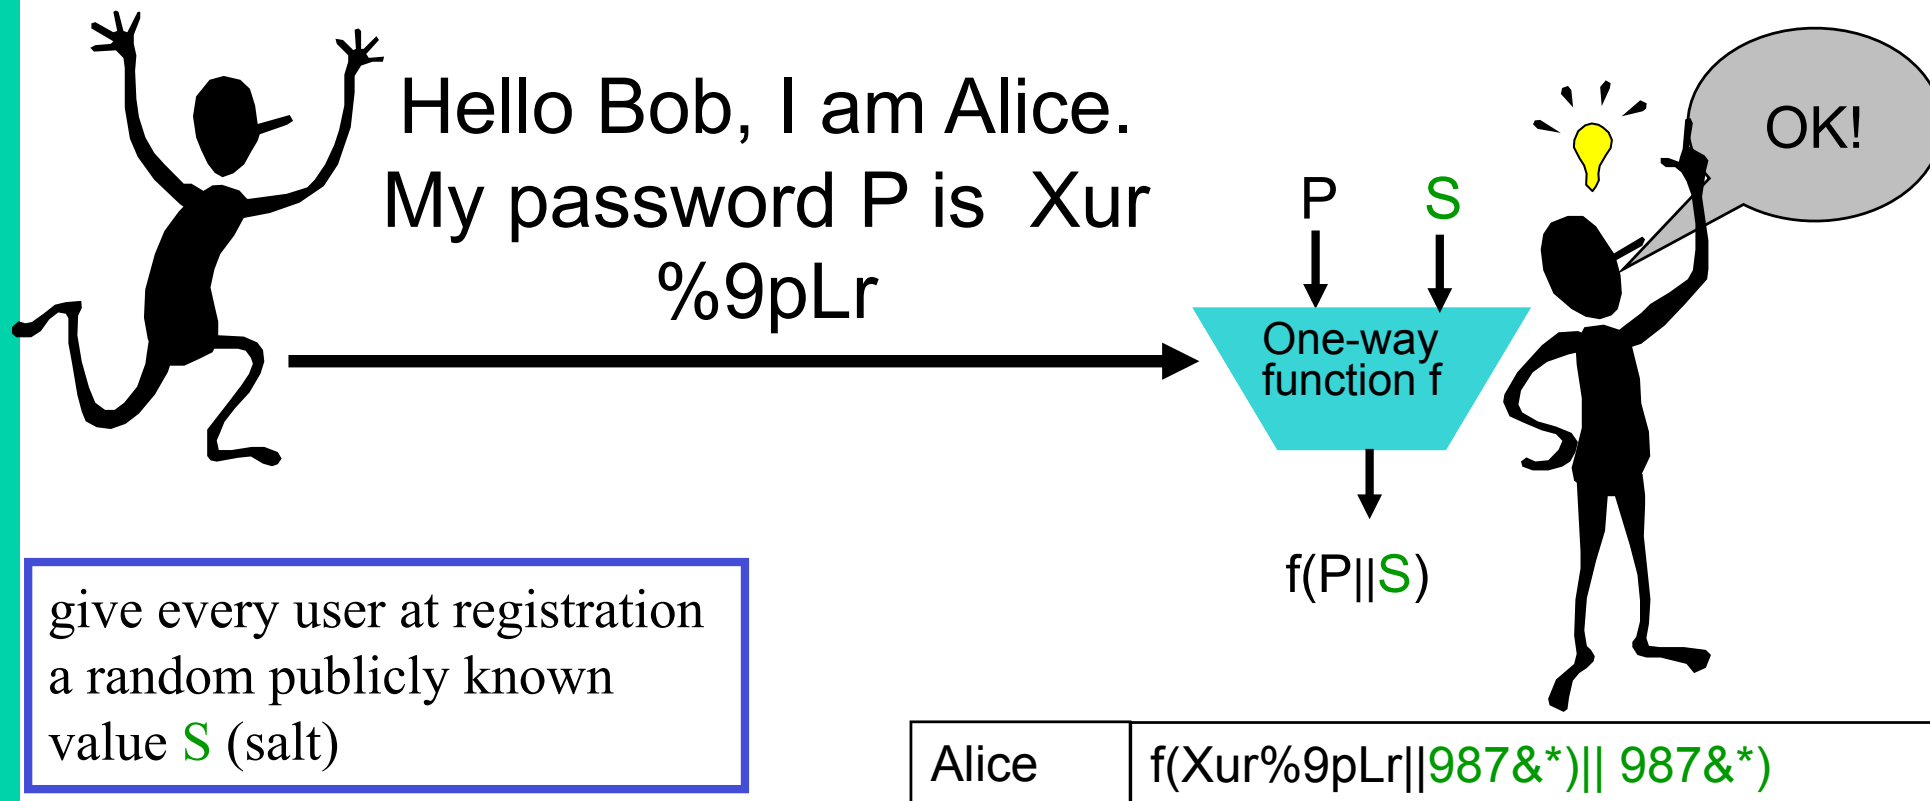 Hello Bob, I am Alice.
My password P is Xur
%9pLr
OK!
P S
One-way
function f
f(P||S)
give every user at registration
a random publicly known
value S (salt)
Alice f(Xur%9pLr||987&*)|| 987&*)